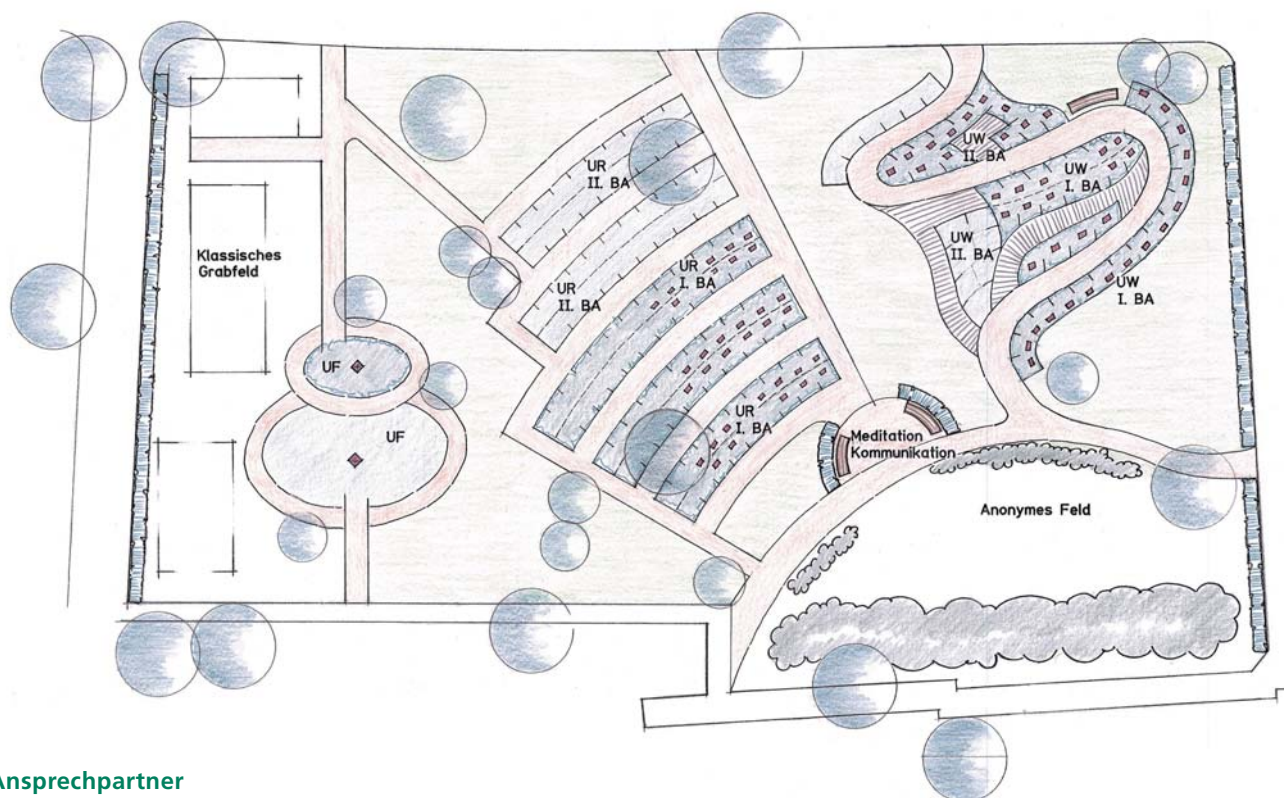 Klassisches
Grabfeld
UF
UF
UR
II. BA
UR
II. BA
UR
I. BA
UR
I. BA
UW
II. BA
UW
I. BA
UW
II. BA
UW
I. BA
Meditation
Kommunikation
Anonymes Feld
Ansprechpartner